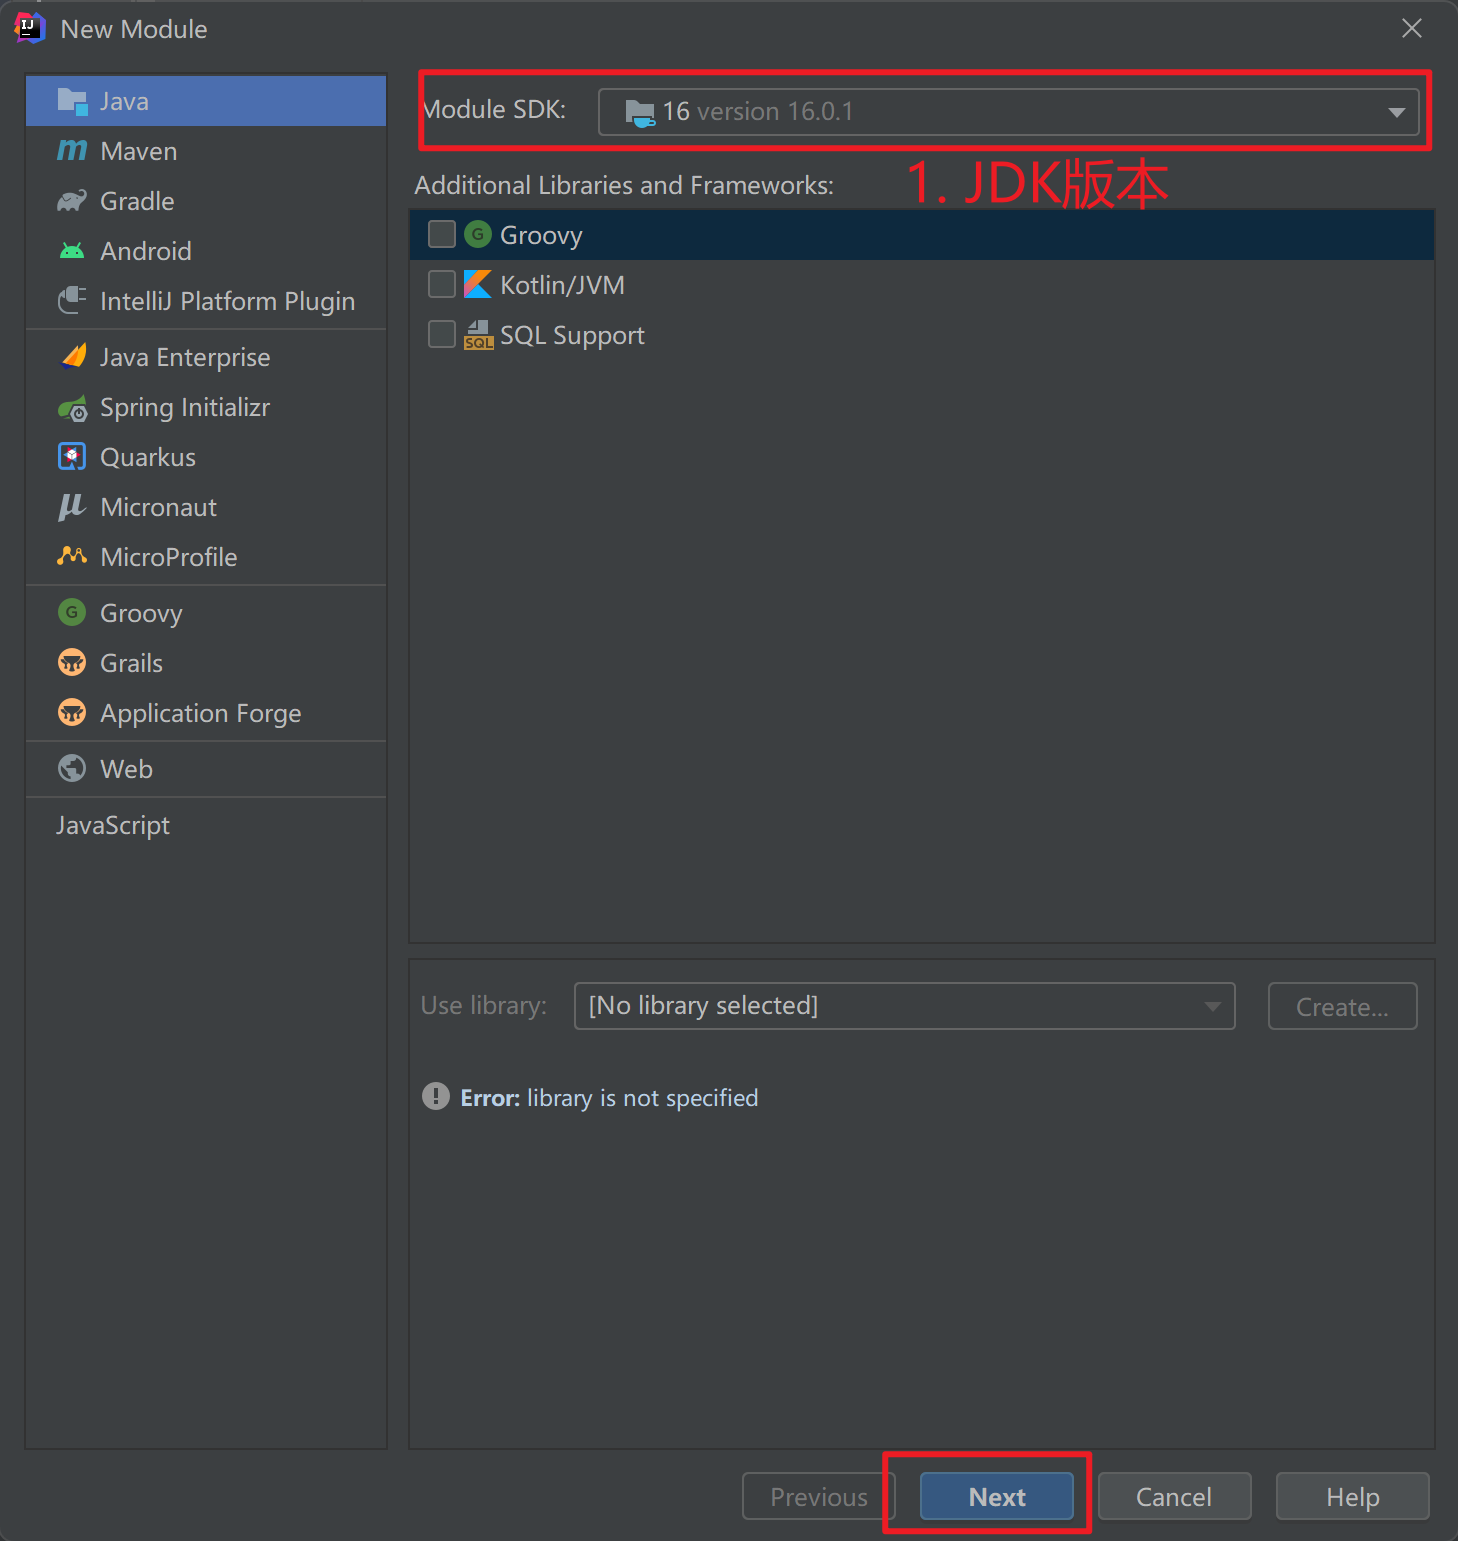 New Module
Java
Maven
Gradle
Android
IntelliJ Platform Plugin
Java Enterprise
Spring Initializr
Quarkus
Micronaut
MicroProfile
Groovy
Grails
Application Forge
Web
JavaScript
Module SDK: 16 version 16.0.1
1. JDK版本
Additional Libraries and Frameworks:
G Groovy
Kotlin/JVM
SQL SQL Support
Use library: [No library selected] Create...
Error: library is not specified
Previous Next Cancel Help